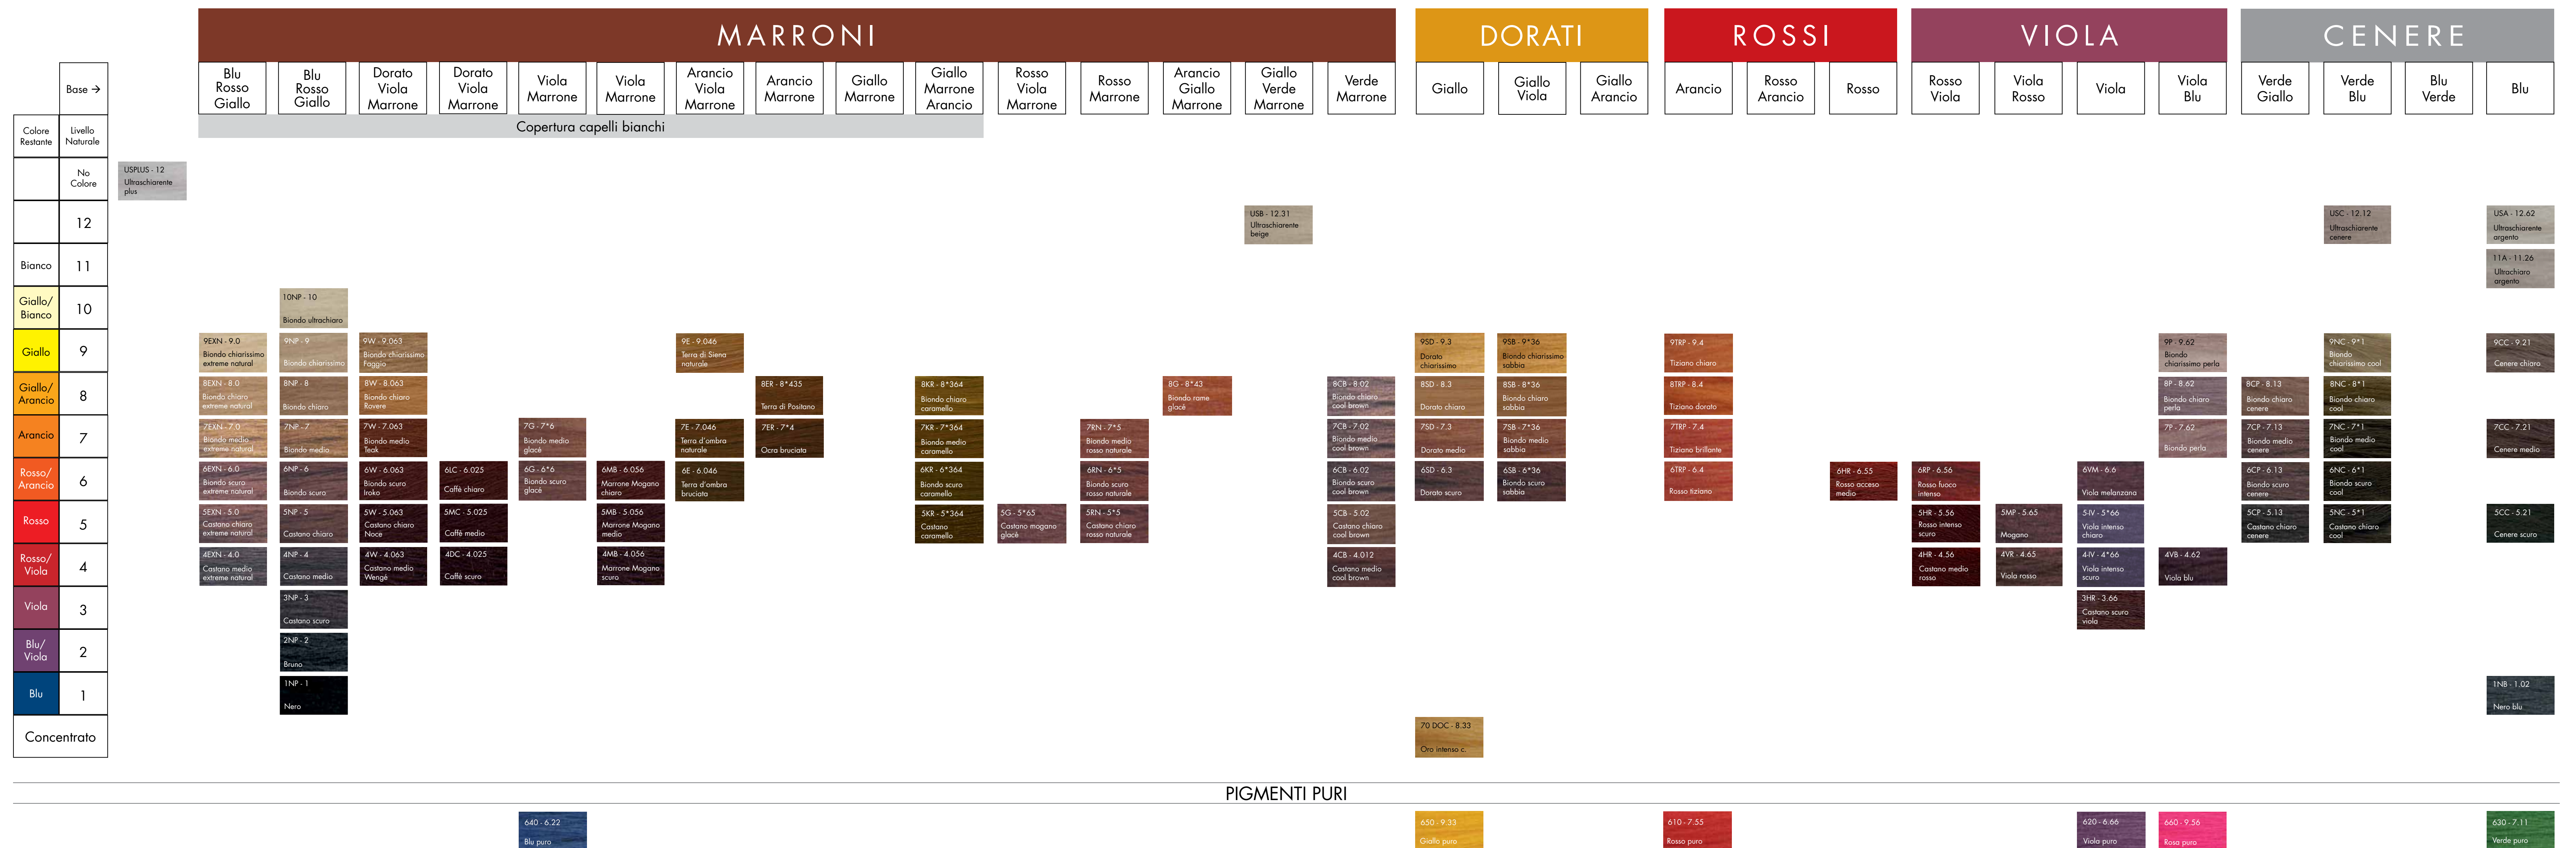 MARRONI
DORATI
ROSSI
VIOLA
CENERE
Base →
Blu
Rosso
Giallo
Blu
Rosso
Giallo
Dorato
Viola
Marrone
Dorato
Viola
Marrone
Viola
Marrone
Viola
Marrone
Arancio
Viola
Marrone
Arancio
Marrone
Giallo
Marrone
Giallo
Marrone
Arancio
Rosso
Viola
Marrone
Rosso
Marrone
Arancio
Giallo
Marrone
Giallo
Verde
Marrone
Verde
Marrone
Giallo
Giallo
Viola
Giallo
Arancio
Arancio
Rosso
Arancio
Rosso
Rosso
Viola
Viola
Rosso
Viola
Viola
Blu
Verde
Giallo
Verde
Blu
Blu
Verde
Blu
Colore
Restante
Livello
Naturale
Copertura capelli bianchi
No
Colore
USPLUS - 12
Ultraschiarente
plus
12
USB - 12.31
Ultraschiarente
beige
USC - 12.12
Ultraschiarente
cenere
USA - 12.62
Ultraschiarente
argento
Bianco
11
11A - 11.26
Ultrachiaro
argento
Giallo/
Bianco
10
10NP - 10
Biondo ultrachiaro
Giallo
9
9EXN - 9.0
Biondo chiarissimo
extreme natural
9NP - 9
Biondo chiarissimo
9W - 9.063
Biondo chiarissimo
Faggio
9E - 9.046
Terra di Siena
naturale
9SD - 9.3
Dorato
chiarissimo
9SB - 9*36
Biondo chiarissimo
sabbia
9TRP - 9.4
Tiziano chiaro
9P - 9.62
Biondo
chiarissimo perla
9NC - 9*1
Biondo
chiarissimo cool
9CC - 9.21
Cenere chiaro
Giallo/
Arancio
8
8EXN - 8.0
Biondo chiaro
extreme natural
8NP - 8
Biondo chiaro
8W - 8.063
Biondo chiaro
Rovere
8ER - 8*435
Terra di Positano
8KR - 8*364
Biondo chiaro
caramello
8G - 8*43
Biondo rame
glacé
8CB - 8.02
Biondo chiaro
cool brown
8SD - 8.3
Dorato chiaro
8SB - 8*36
Biondo chiaro
sabbia
8TRP - 8.4
Tiziano dorato
8P - 8.62
Biondo chiaro
perla
8CP - 8.13
Biondo chiaro
cenere
8NC - 8*1
Biondo chiaro
cool
Arancio
7
7EXN - 7.0
Biondo medio
extreme natural
7NP - 7
Biondo medio
7W - 7.063
Biondo medio
Teak
7G - 7*6
Biondo medio
glacé
7E - 7.046
Terra d'ombra
naturale
7ER - 7*4
Ocra bruciata
7KR - 7*364
Biondo medio
caramello
7RN - 7*5
Biondo medio
rosso naturale
7CB - 7.02
Biondo medio
cool brown
7SD - 7.3
Dorato medio
7SB - 7*36
Biondo medio
sabbia
7TRP - 7.4
Tiziano brillante
7P - 7.62
Biondo perla
7CP - 7.13
Biondo medio
cenere
7NC - 7*1
Biondo medio
cool
7CC - 7.21
Cenere medio
Rosso/
Arancio
6
6EXN - 6.0
Biondo scuro
extreme natural
6NP - 6
Biondo scuro
6W - 6.063
Biondo scuro
Iroko
6LC - 6.025
Caffè chiaro
6G - 6*6
Biondo scuro
glacé
6MB - 6.056
Marrone Mogano
chiaro
6E - 6.046
Terra d'ombra
bruciata
6KR - 6*364
Biondo scuro
caramello
6RN - 6*5
Biondo scuro
rosso naturale
6CB - 6.02
Biondo scuro
cool brown
6SD - 6.3
Dorato scuro
6SB - 6*36
Biondo scuro
sabbia
6TRP - 6.4
Rosso tiziano
6HR - 6.55
Rosso acceso
medio
6RP - 6.56
Rosso fuoco
intenso
6VM - 6.6
Viola melanzana
6CP - 6.13
Biondo scuro
cenere
6NC - 6*1
Biondo scuro
cool
Rosso
5
5EXN - 5.0
Castano chiaro
extreme natural
5NP - 5
Castano chiaro
5W - 5.063
Castano chiaro
Noce
5MC - 5.025
Caffè medio
5MB - 5.056
Marrone Mogano
medio
5KR - 5*364
Castano
caramello
5G - 5*65
Castano mogano
glacé
5RN - 5*5
Castano chiaro
rosso naturale
5CB - 5.02
Castano chiaro
cool brown
5HR - 5.56
Rosso intenso
scuro
5MP - 5.65
Mogano
5-IV - 5*66
Viola intenso
chiaro
5CP - 5.13
Castano chiaro
cenere
5NC - 5*1
Castano chiaro
cool
5CC - 5.21
Cenere scuro
Rosso/
Viola
4
4EXN - 4.0
Castano medio
extreme natural
4NP - 4
Castano medio
4W - 4.063
Castano medio
Wengé
4DC - 4.025
Caffè scuro
4MB - 4.056
Marrone Mogano
scuro
4CB - 4.012
Castano medio
cool brown
4HR - 4.56
Castano medio
rosso
4VR - 4.65
Viola rosso
4-IV - 4*66
Viola intenso
scuro
4VB - 4.62
Viola blu
Viola
3
3NP - 3
Castano scuro
3HR - 3.66
Castano scuro
viola
Blu/
Viola
2
2NP - 2
Bruno
Blu
1
1NP - 1
Nero
1NB - 1.02
Nero blu
Concentrato
70 DOC - 8.33
Oro intenso c.
PIGMENTI PURI
640 - 6.22
Blu puro
650 - 9.33
Giallo puro
610 - 7.55
Rosso puro
620 - 6.66
Viola puro
660 - 9.56
Rosa puro
630 - 7.11
Verde puro